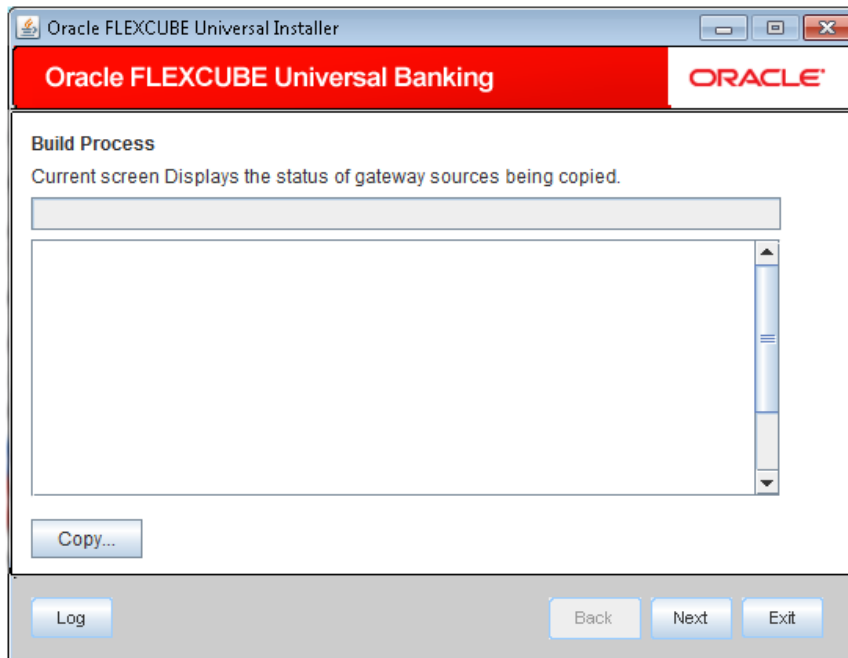 Oracle FLEXCUBE Universal Installer
Oracle FLEXCUBE Universal Banking
ORACLE
Build Process
Current screen Displays the status of gateway sources being copied.
Copy...
Log
Back
Next
Exit